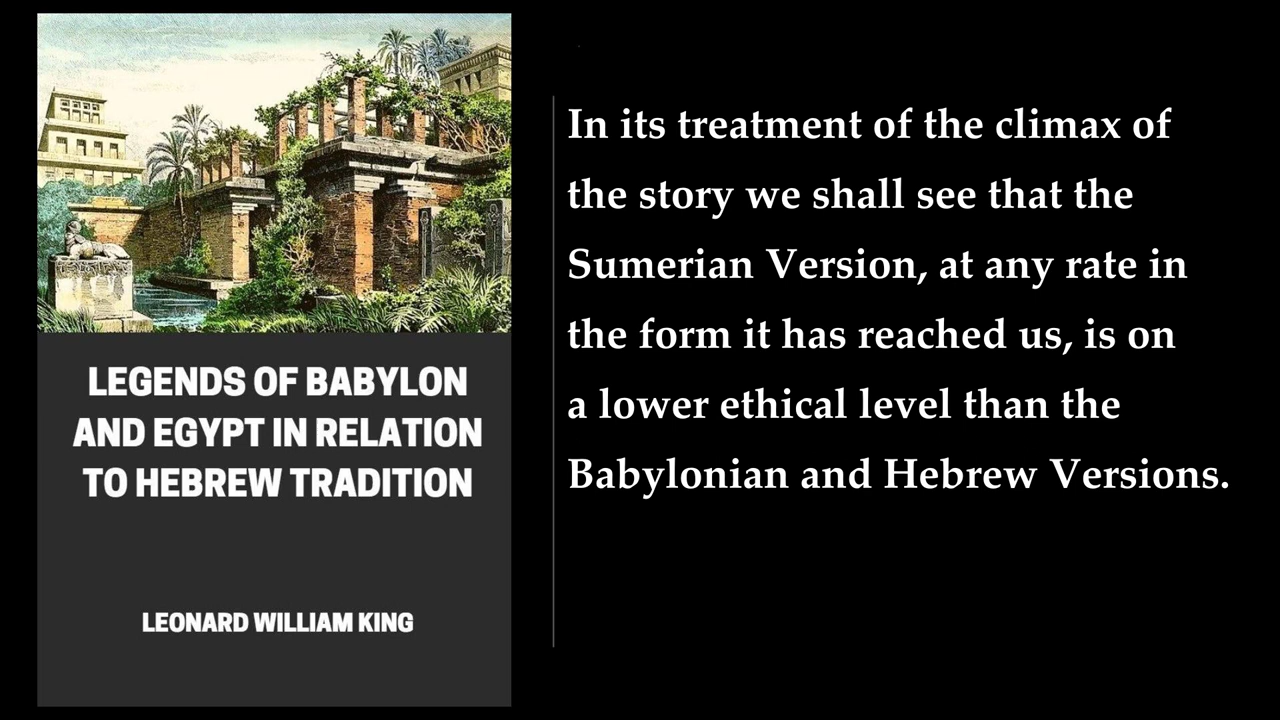 LEGENDS OF BABYLON
AND EGYPT IN RELATION
TO HEBREW TRADITION
LEONARD WILLIAM KING
In its treatment of the climax of
the story we shall see that the
Sumerian Version, at any rate in
the form it has reached us, is on
a lower ethical level than the
Babylonian and Hebrew Versions.